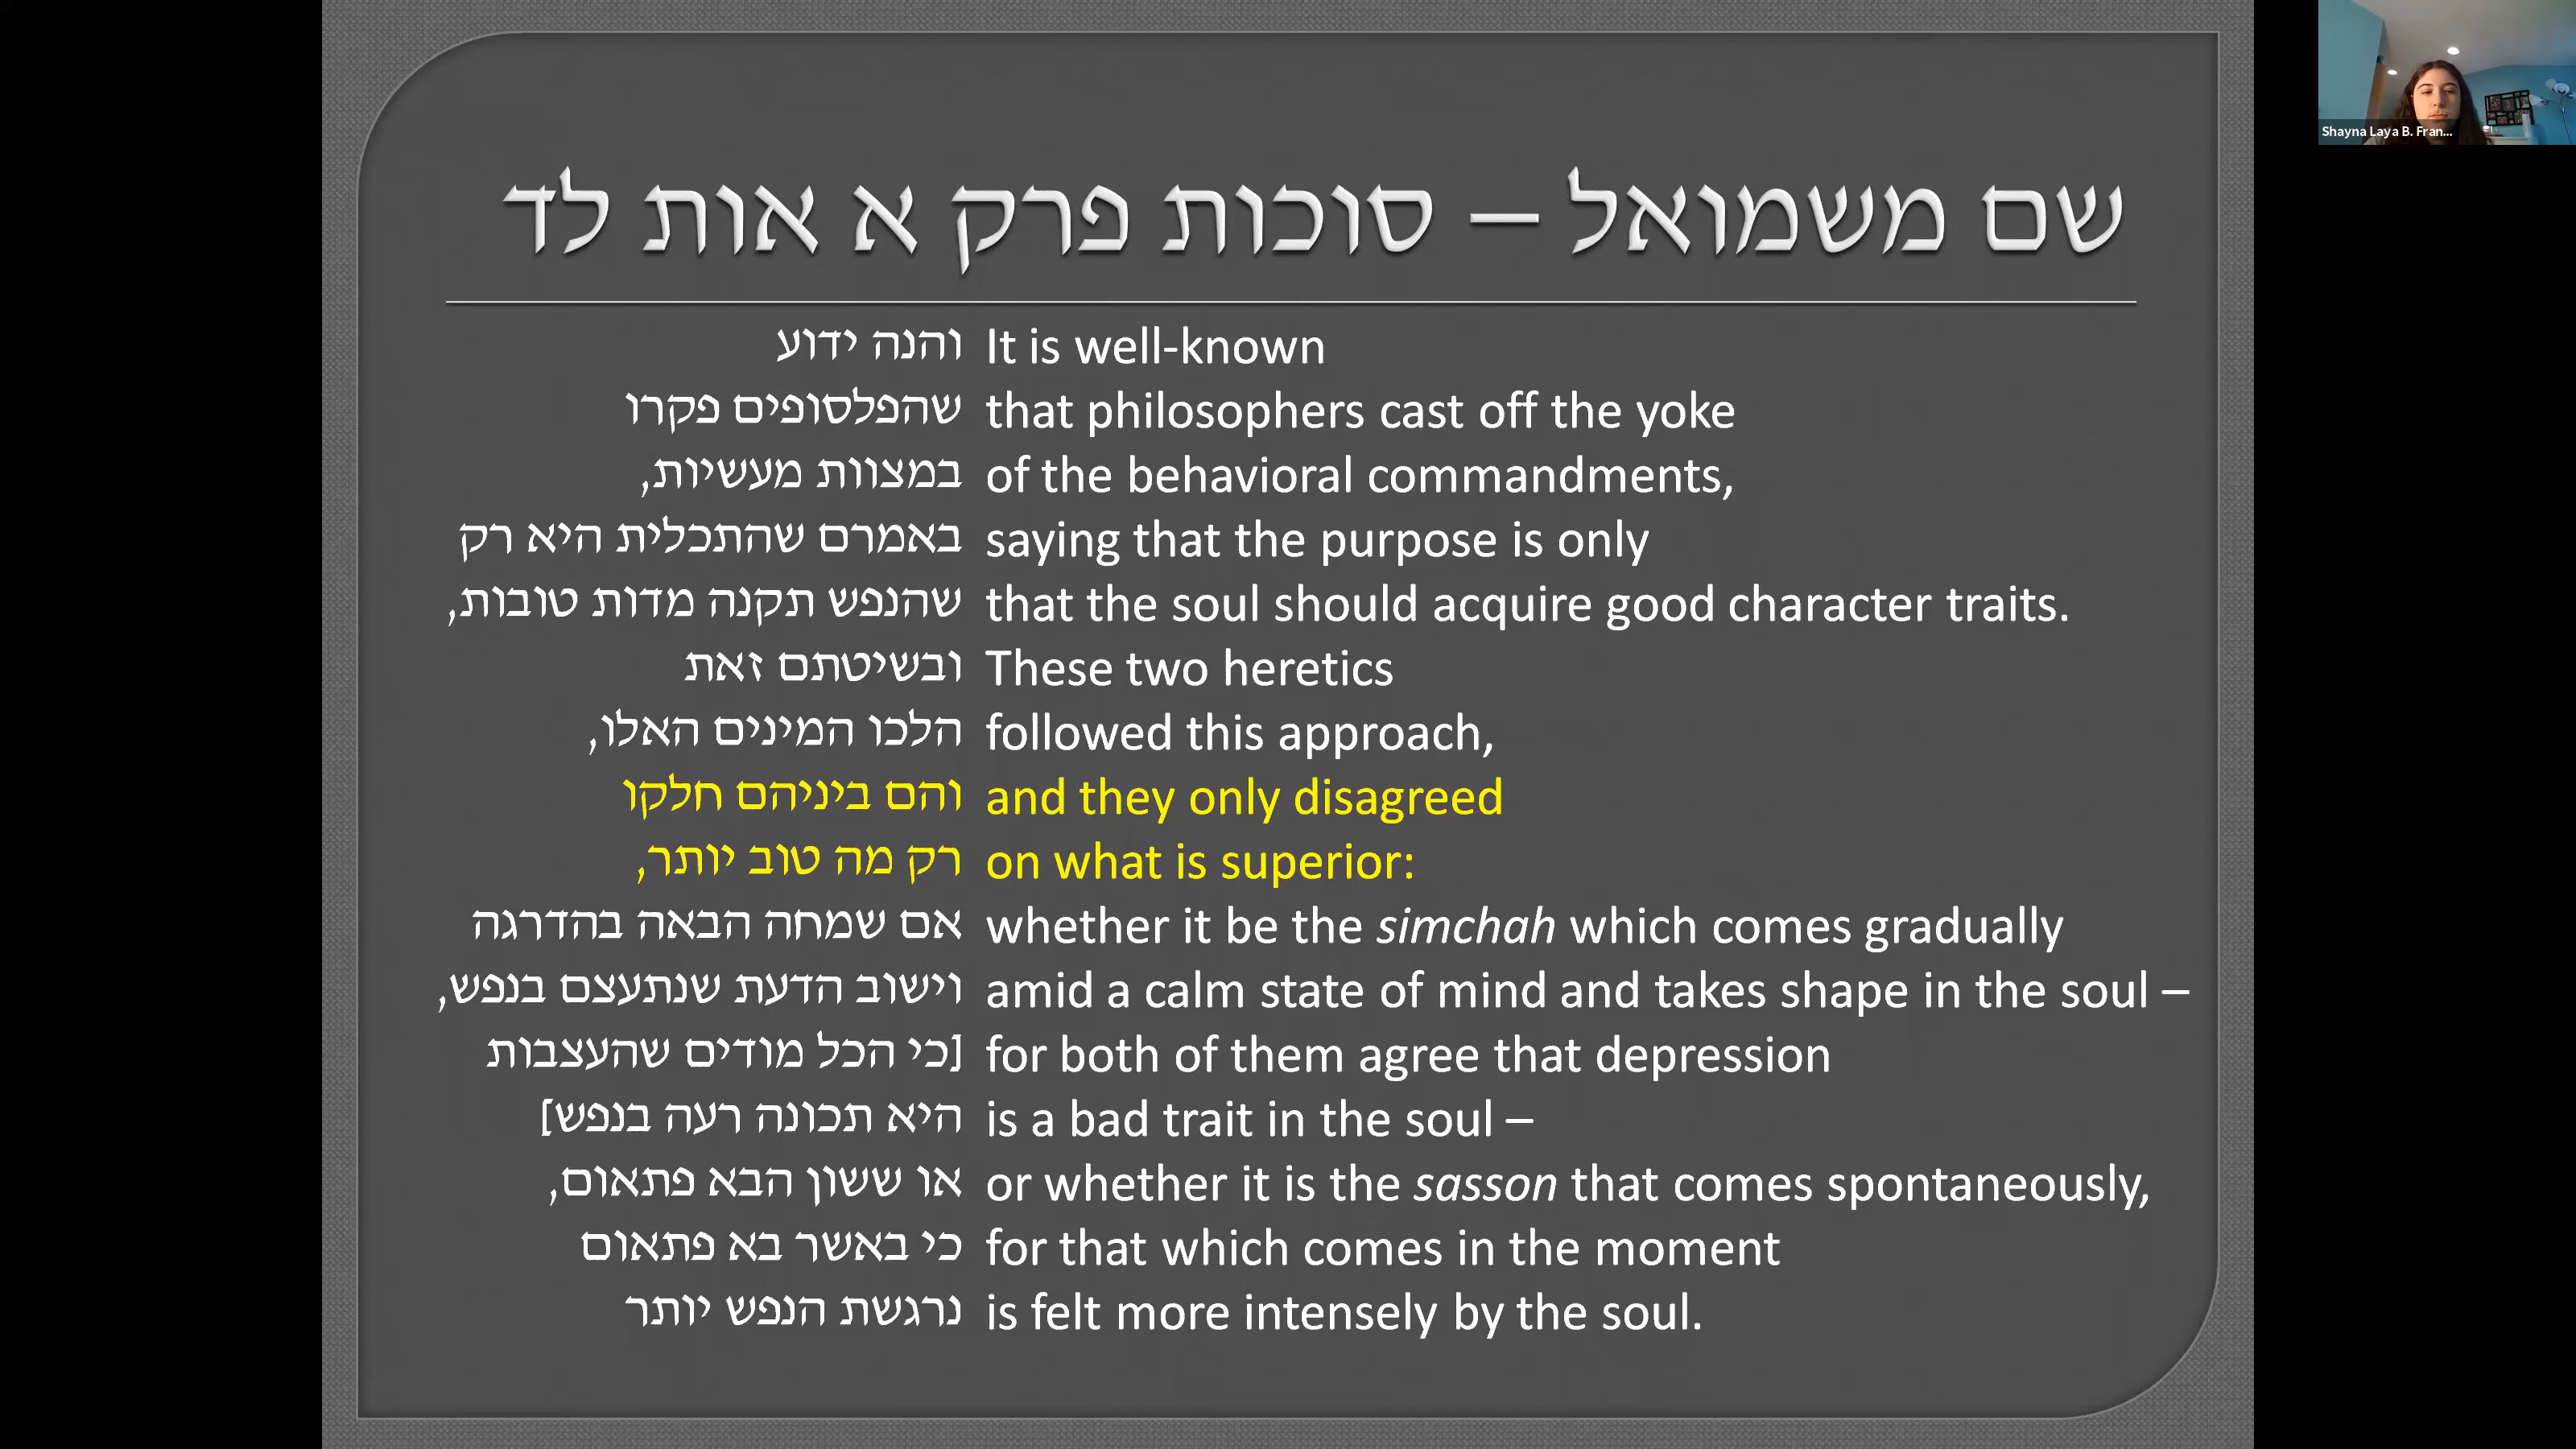 שם משמואל – סוכות פרק א אות לד
והנה ידוע It is well-known
שהפלסופים פקרו that philosophers cast off the yoke
במצוות מעשיות, of the behavioral commandments,
באמרם שהתכלית היא רק saying that the purpose is only
שהנפש תקנה מדות טובות, that the soul should acquire good character traits.
ובשיטתם זאת These two heretics
הלכו המינים האלו, followed this approach,
והם ביניהם חלקו and they only disagreed
רק מה טוב יותר, on what is superior:
אם שמחה הבאה בהדרגה whether it be the simchah which comes gradually
וישוב הדעת שנתעצם בנפש, amid a calm state of mind and takes shape in the soul –
[כי הכל מודים שהעצבות for both of them agree that depression
היא תכונה רעה בנפש] is a bad trait in the soul –
או ששון הבא פתאום, or whether it is the sasson that comes spontaneously,
כי באשר בא פתאום for that which comes in the moment
נרגשת הנפש יותר is felt more intensely by the soul.
Shayna Laya B. Fran...